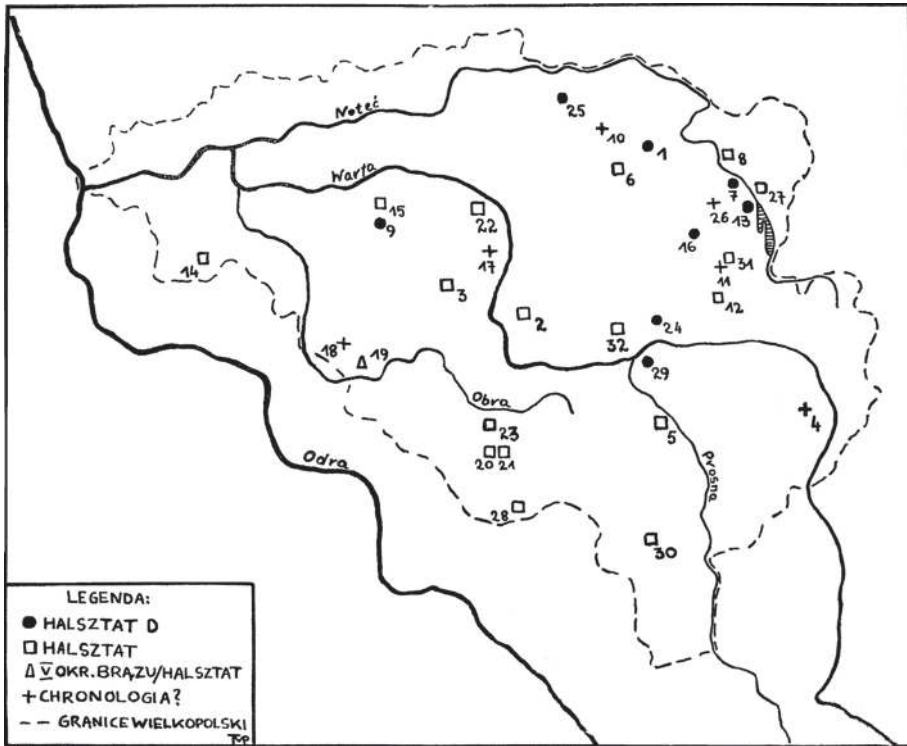 Noteć
25
10
1
6
8
Warta
7
27
26
13
15
9
22
16
17
14
31
11
3
12
2
24
32
18
19
29
Obra
4
23
5
20 21
Odra
Prosna
28
30
LEGENDA:
● HALSZTAT D
□ HALSZTAT
△ V OKR. BRĄZU/HALSZTAT
+ CHRONOLOGIA?
-- GRANICE WIELKOPOLSKI